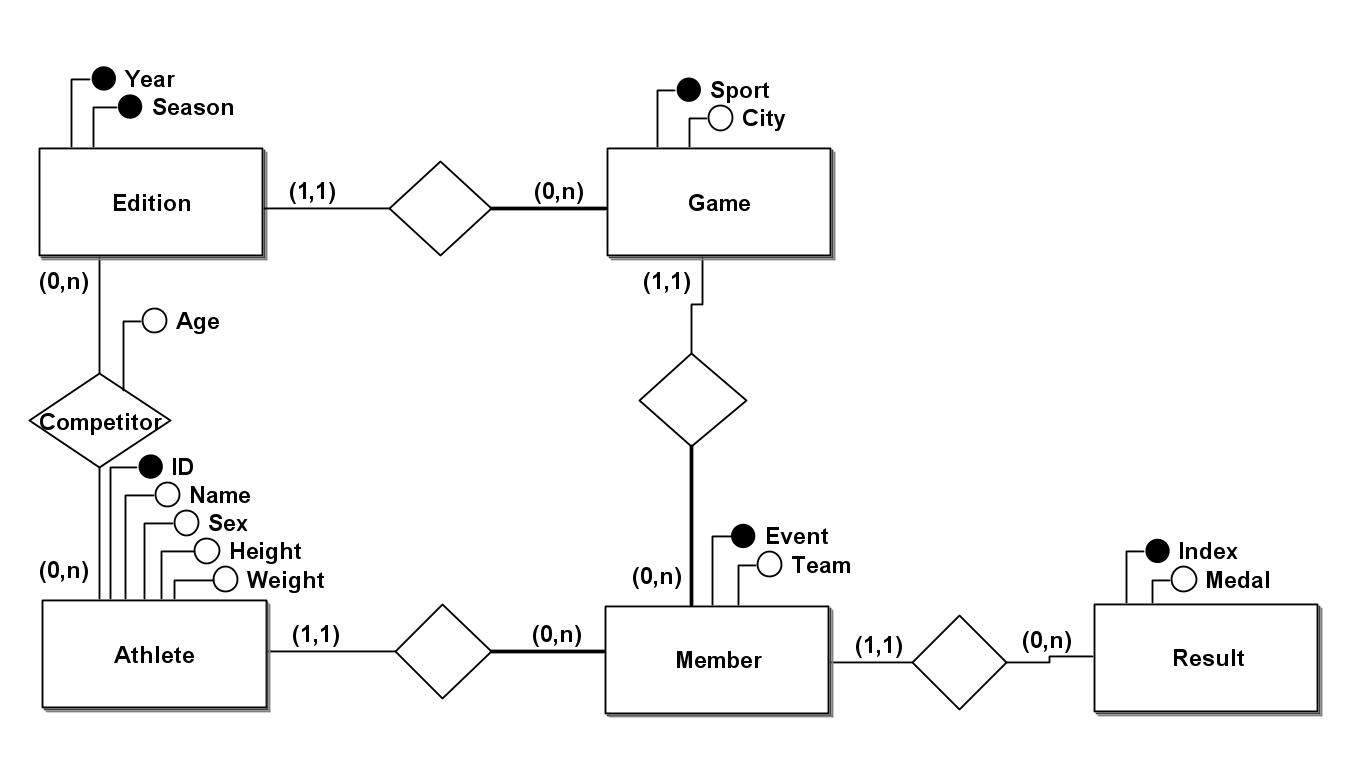 Year
Season
Sport
City
Edition
(1,1)
(0,n)
Game
(0,n)
(1,1)
Age
Competitor
ID
Name
Sex
Height
Weight
(0,n)
(0,n)
Event
Team
Index
Medal
Athlete
(1,1)
(0,n)
Member
(1,1)
(0,n)
Result